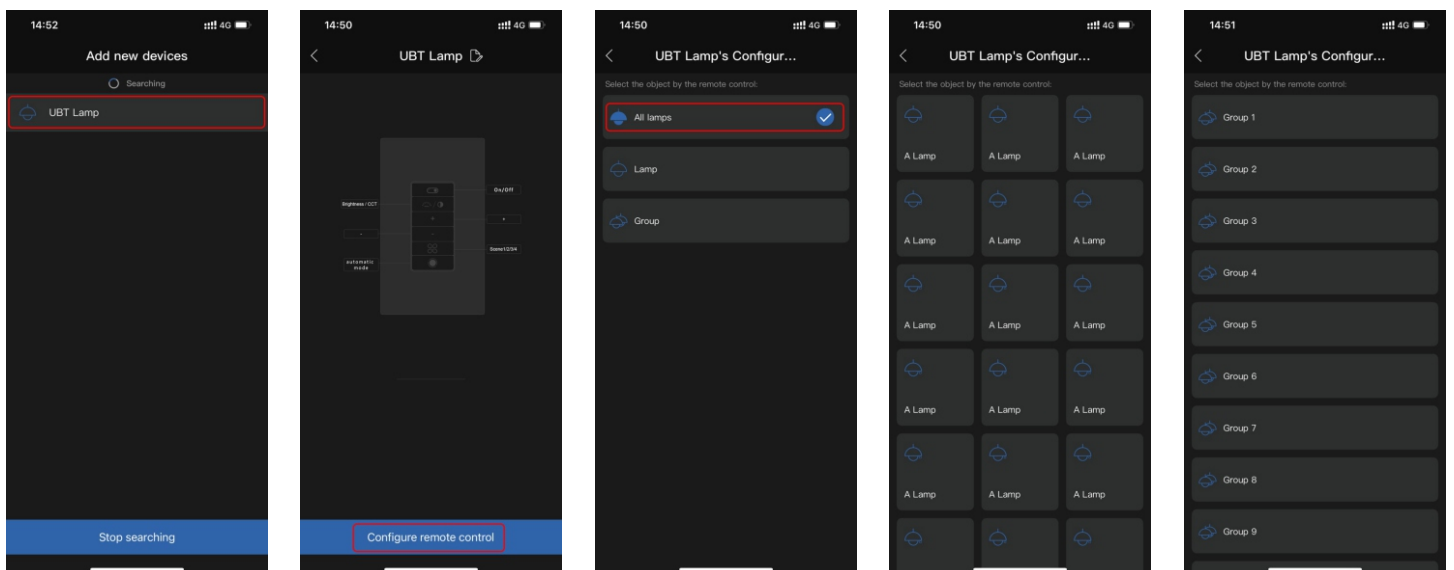 14:52
4G
Add new devices
Searching
UBT Lamp
Stop searching
14:50
4G
UBT Lamp
On/Off
Brightness / CCT
+
+
-
-
Scene1/2/3/4
automatic
mode
Configure remote control
14:50
4G
UBT Lamp's Configur...
Select the object by the remote control:
All lamps
Lamp
Group
14:50
4G
UBT Lamp's Configur...
Select the object by the remote control:
A Lamp A Lamp A Lamp
A Lamp A Lamp A Lamp
A Lamp A Lamp A Lamp
A Lamp A Lamp A Lamp
A Lamp A Lamp A Lamp
14:51
4G
UBT Lamp's Configur...
Select the object by the remote control:
Group 1
Group 2
Group 3
Group 4
Group 5
Group 6
Group 7
Group 8
Group 9